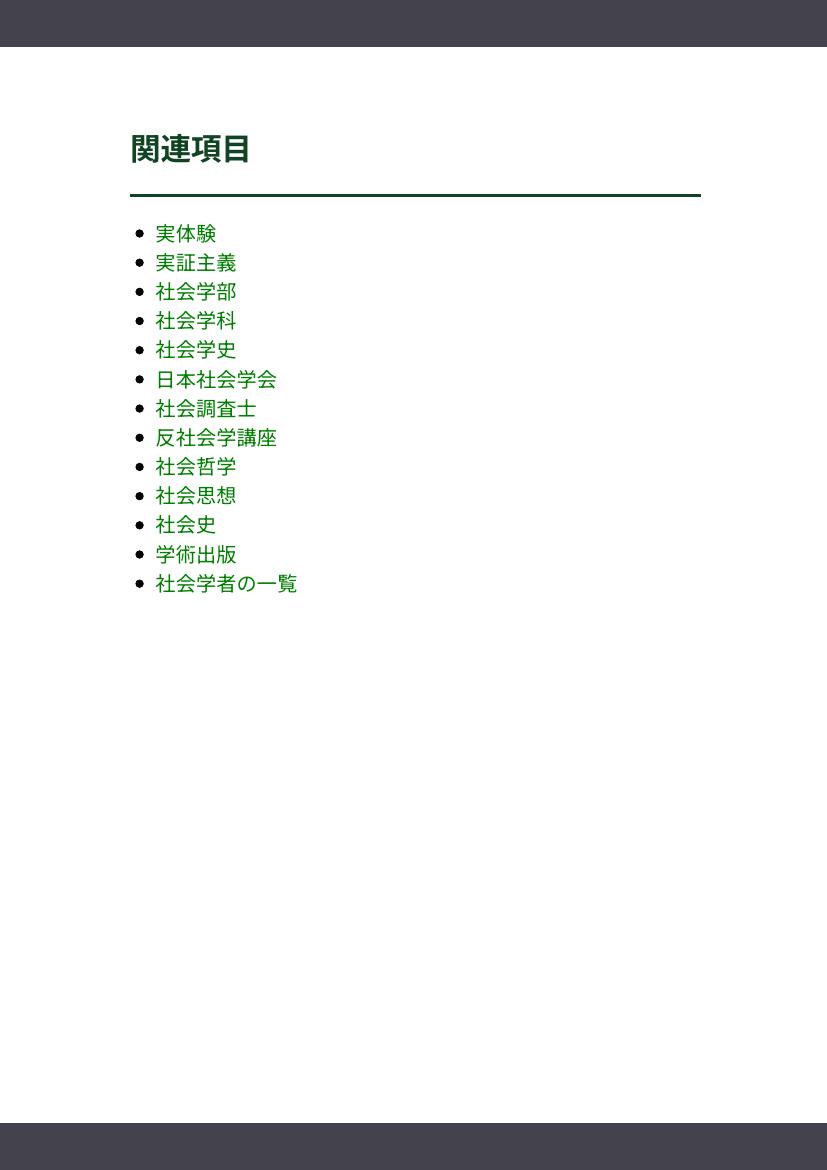 関連項目
実体験
実証主義
社会学部
社会学科
社会学史
日本社会学会
社会調査士
反社会学講座
社会哲学
社会思想
社会史
学術出版
社会学者の一覧